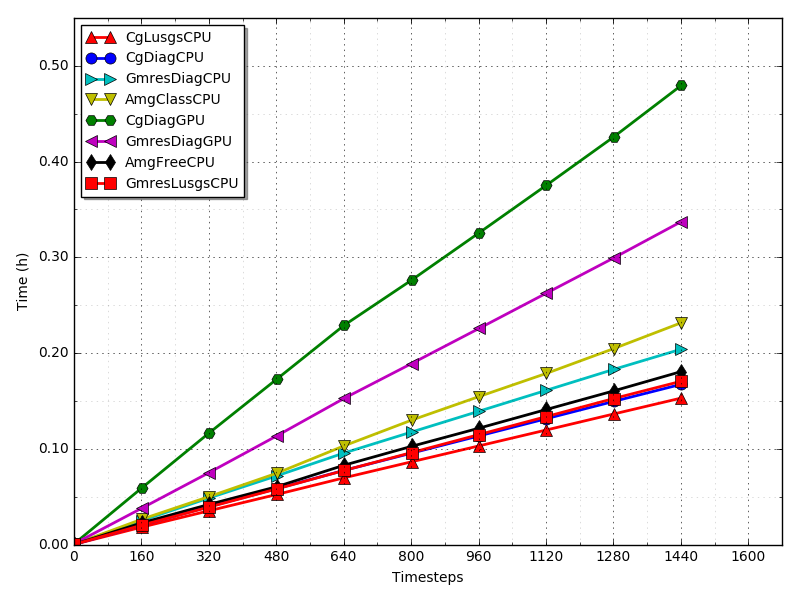 CgLusgsCPU
CgDiagCPU
GmresDiagCPU
AmgClassCPU
CgDiagGPU
GmresDiagGPU
AmgFreeCPU
GmresLusgsCPU
0.50
0.40
0.30
0.20
0.10
0.00
Time (h)
0 160 320 480 640 800 960 1120 1280 1440 1600
Timesteps